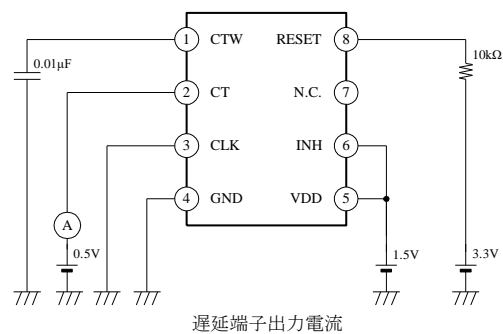 1 CTW RESET 8
0.01μF 10kΩ
2 CT N.C. 7
3 CLK INH 6
4 GND VDD 5
A
0.5V 1.5V 3.3V
遅延端子出力電流